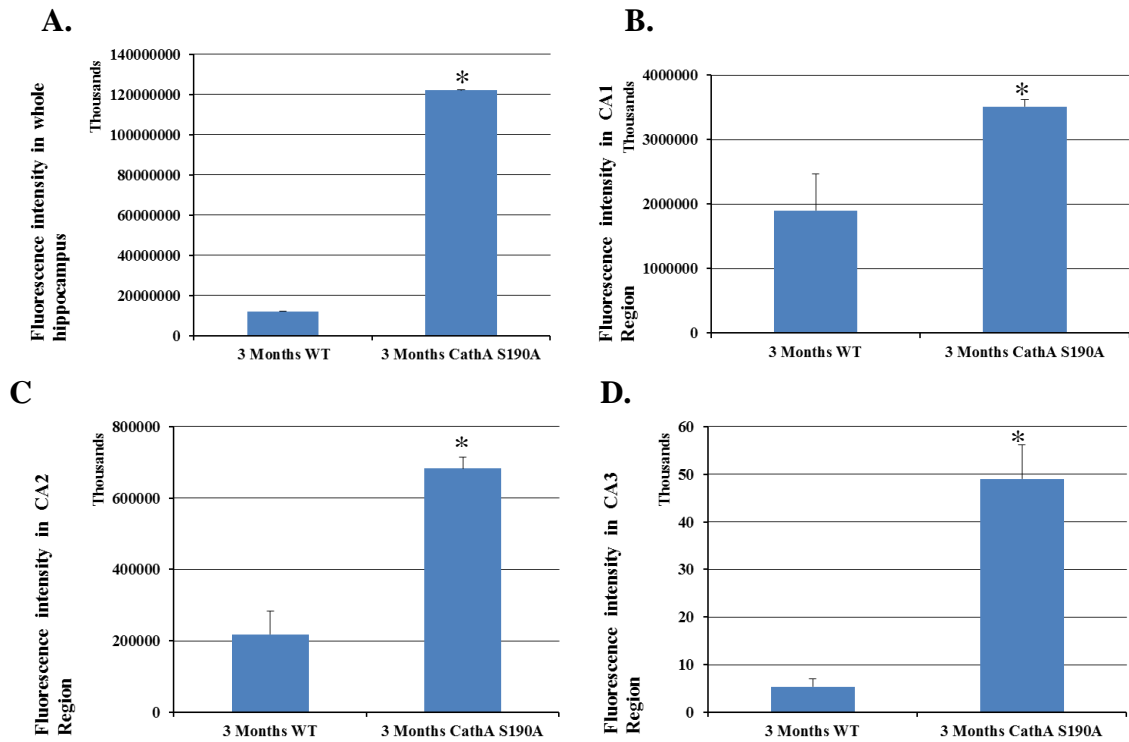 A.
Fluorescence intensity in whole
hippocampus
Thousands
140000000
120000000
100000000
80000000
60000000
40000000
20000000
0
*
3 Months WT
3 Months CathA S190A
B.
Fluorescence intensity in CA1
Region
Thousands
4000000
3000000
2000000
1000000
0
*
3 Months WT
3 Months CathA S190A
C
Fluorescence intensity in CA2
Region
Thousands
800000
600000
400000
200000
0
*
3 Months WT
3 Months CathA S190A
D.
Fluorescence intensity in CA3
Region
Thousands
60
50
40
30
20
10
0
*
3 Months WT
3 Months CathA S190A